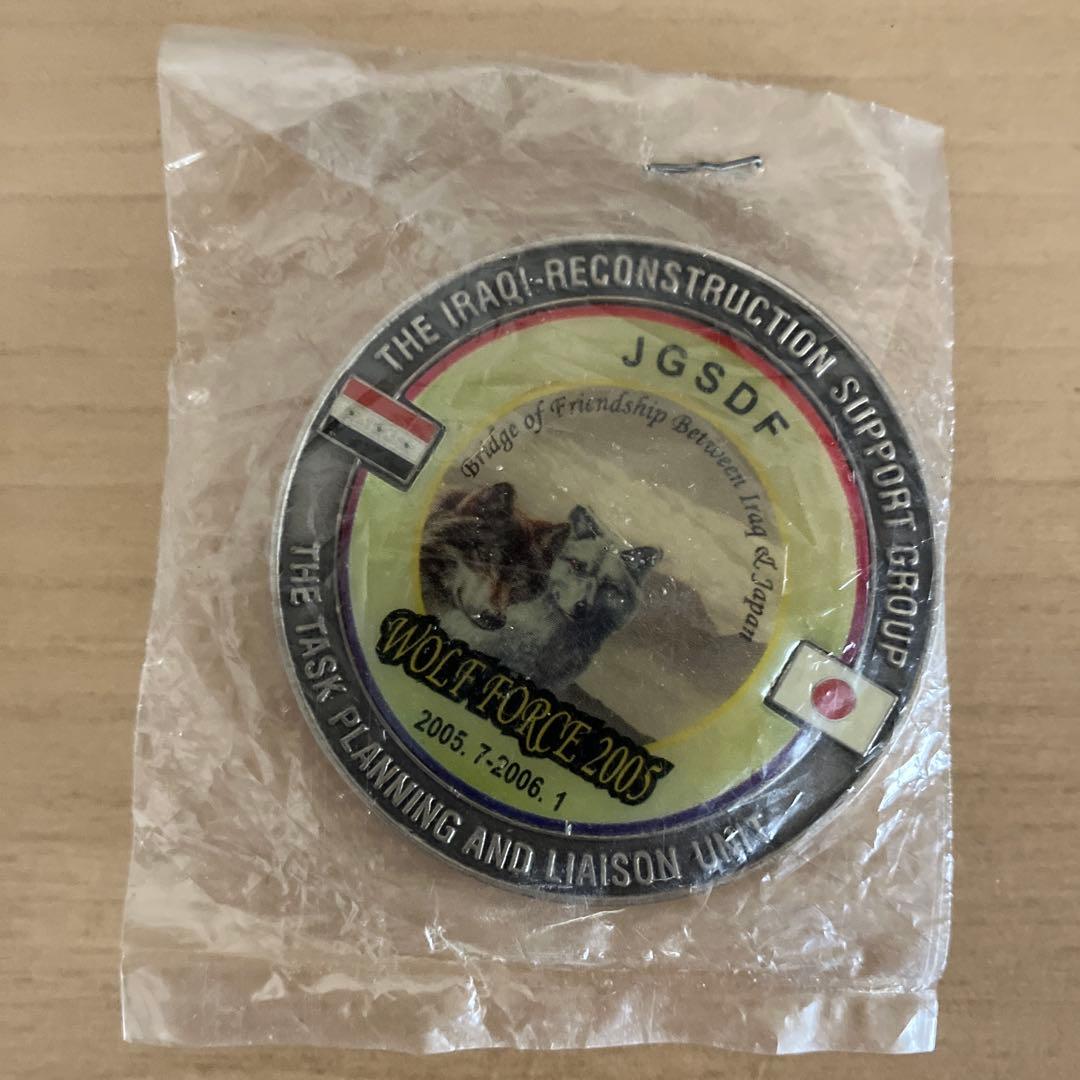 THE IRAQI-RECONSTRUCTION SUPPORT GROUP
JGSDF
Bridge of Friendship Between Iraq & Japan
WOLF FORCE 2005
2005. 7-2006. 1
THE TASK PLANNING AND LIAISON UNIT